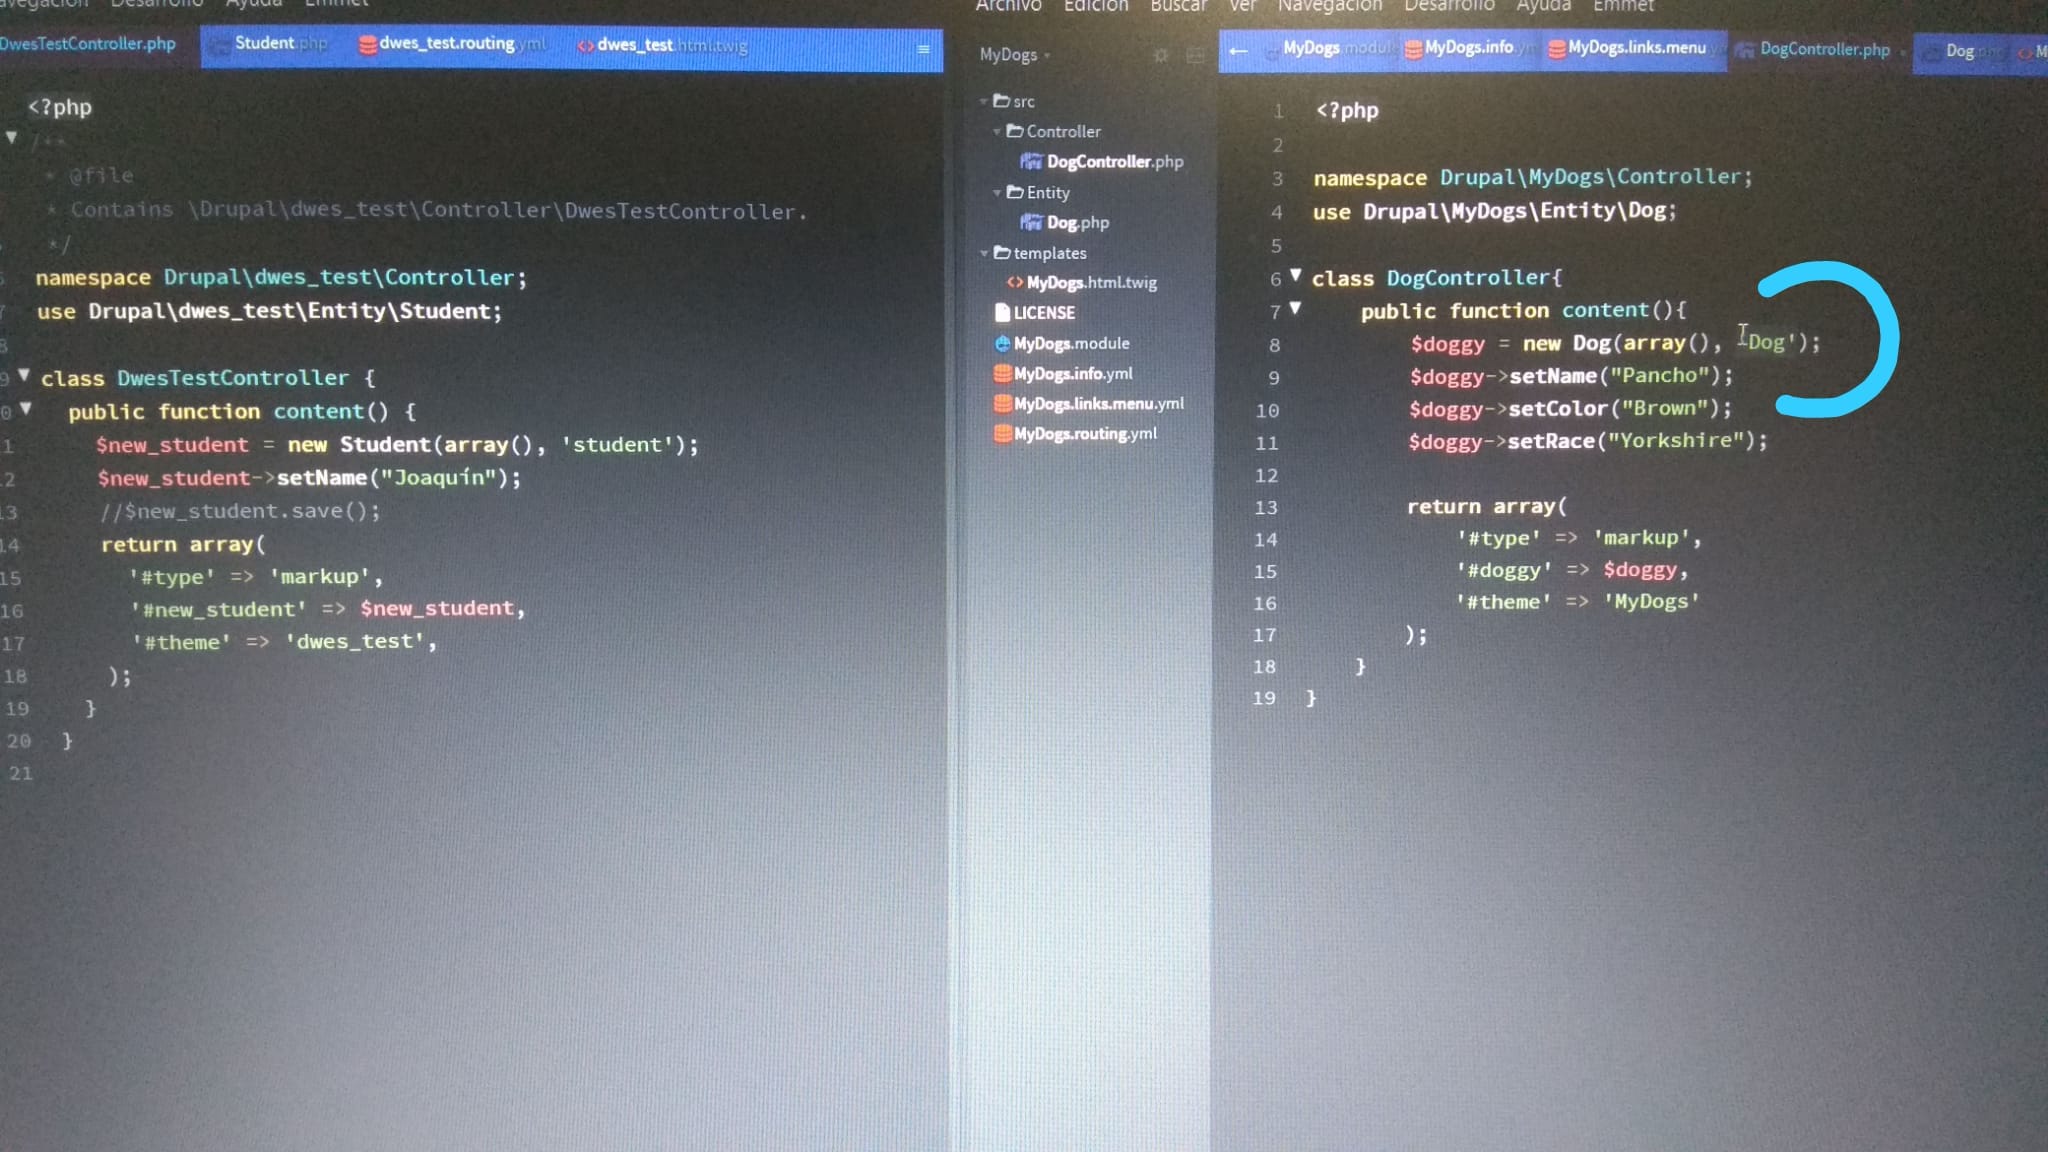 Desarrollo Ayuda Emmet
DwesTestController.php Student.php dwes_test.routing.yml dwes_test.html.twig
<?php
/**
* @file
* Contains \Drupal\dwes_test\Controller\DwesTestController.
*/
namespace Drupal\dwes_test\Controller;
use Drupal\dwes_test\Entity\Student;
class DwesTestController {
public function content() {
$new_student = new Student(array(), 'student');
$new_student->setName("Joaquín");
//$new_student.save();
14 return array(
15 '#type' => 'markup',
16 '#new_student' => $new_student,
17 '#theme' => 'dwes_test',
18 );
19 }
20 }
21
Archivo Edición Buscar Ver Navegación Desarrollo Ayuda Emmet
MyDogs
src
Controller
DogController.php
Entity
Dog.php
templates
MyDogs.html.twig
LICENSE
MyDogs.module
MyDogs.info.yml
MyDogs.links.menu.yml
MyDogs.routing.yml
MyDogs.module MyDogs.info.y MyDogs.links.menu.y DogController.php Dog.php M
1 <?php
2
3 namespace Drupal\MyDogs\Controller;
4 use Drupal\MyDogs\Entity\Dog;
5
6 class DogController{
7 public function content(){
8 $doggy = new Dog(array(), 'Dog');
9 $doggy->setName("Pancho");
10 $doggy->setColor("Brown");
11 $doggy->setRace("Yorkshire");
12
13 return array(
14 '#type' => 'markup',
15 '#doggy' => $doggy,
16 '#theme' => 'MyDogs'
17 );
18 }
19 }